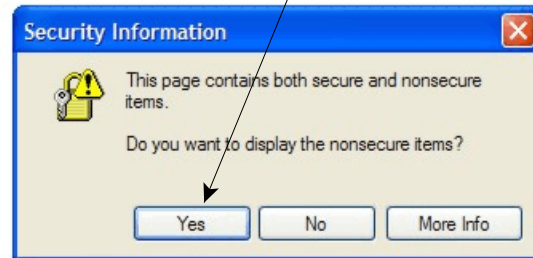 Security Information
This page contains both secure and nonsecure
items.
Do you want to display the nonsecure items?
Yes No More Info